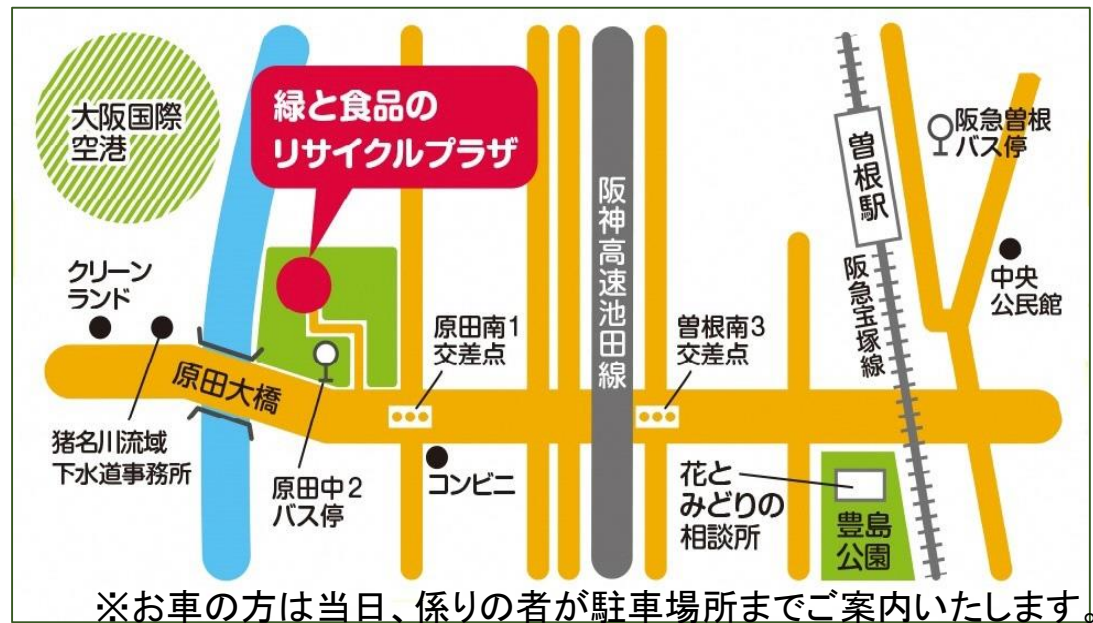 大阪国際
空港
緑と食品の
リサイクルプラザ
阪急曽根
バス停
曽根駅
阪神高速池田線
阪急宝塚線
中央
公民館
クリーン
ランド
原田南1
交差点
曽根南3
交差点
原田大橋
猪名川流域
下水道事務所
原田中2
バス停
コンビニ
花と
みどりの
相談所
豊島
公園
※お車の方は当日、係りの者が駐車場所までご案内いたします。